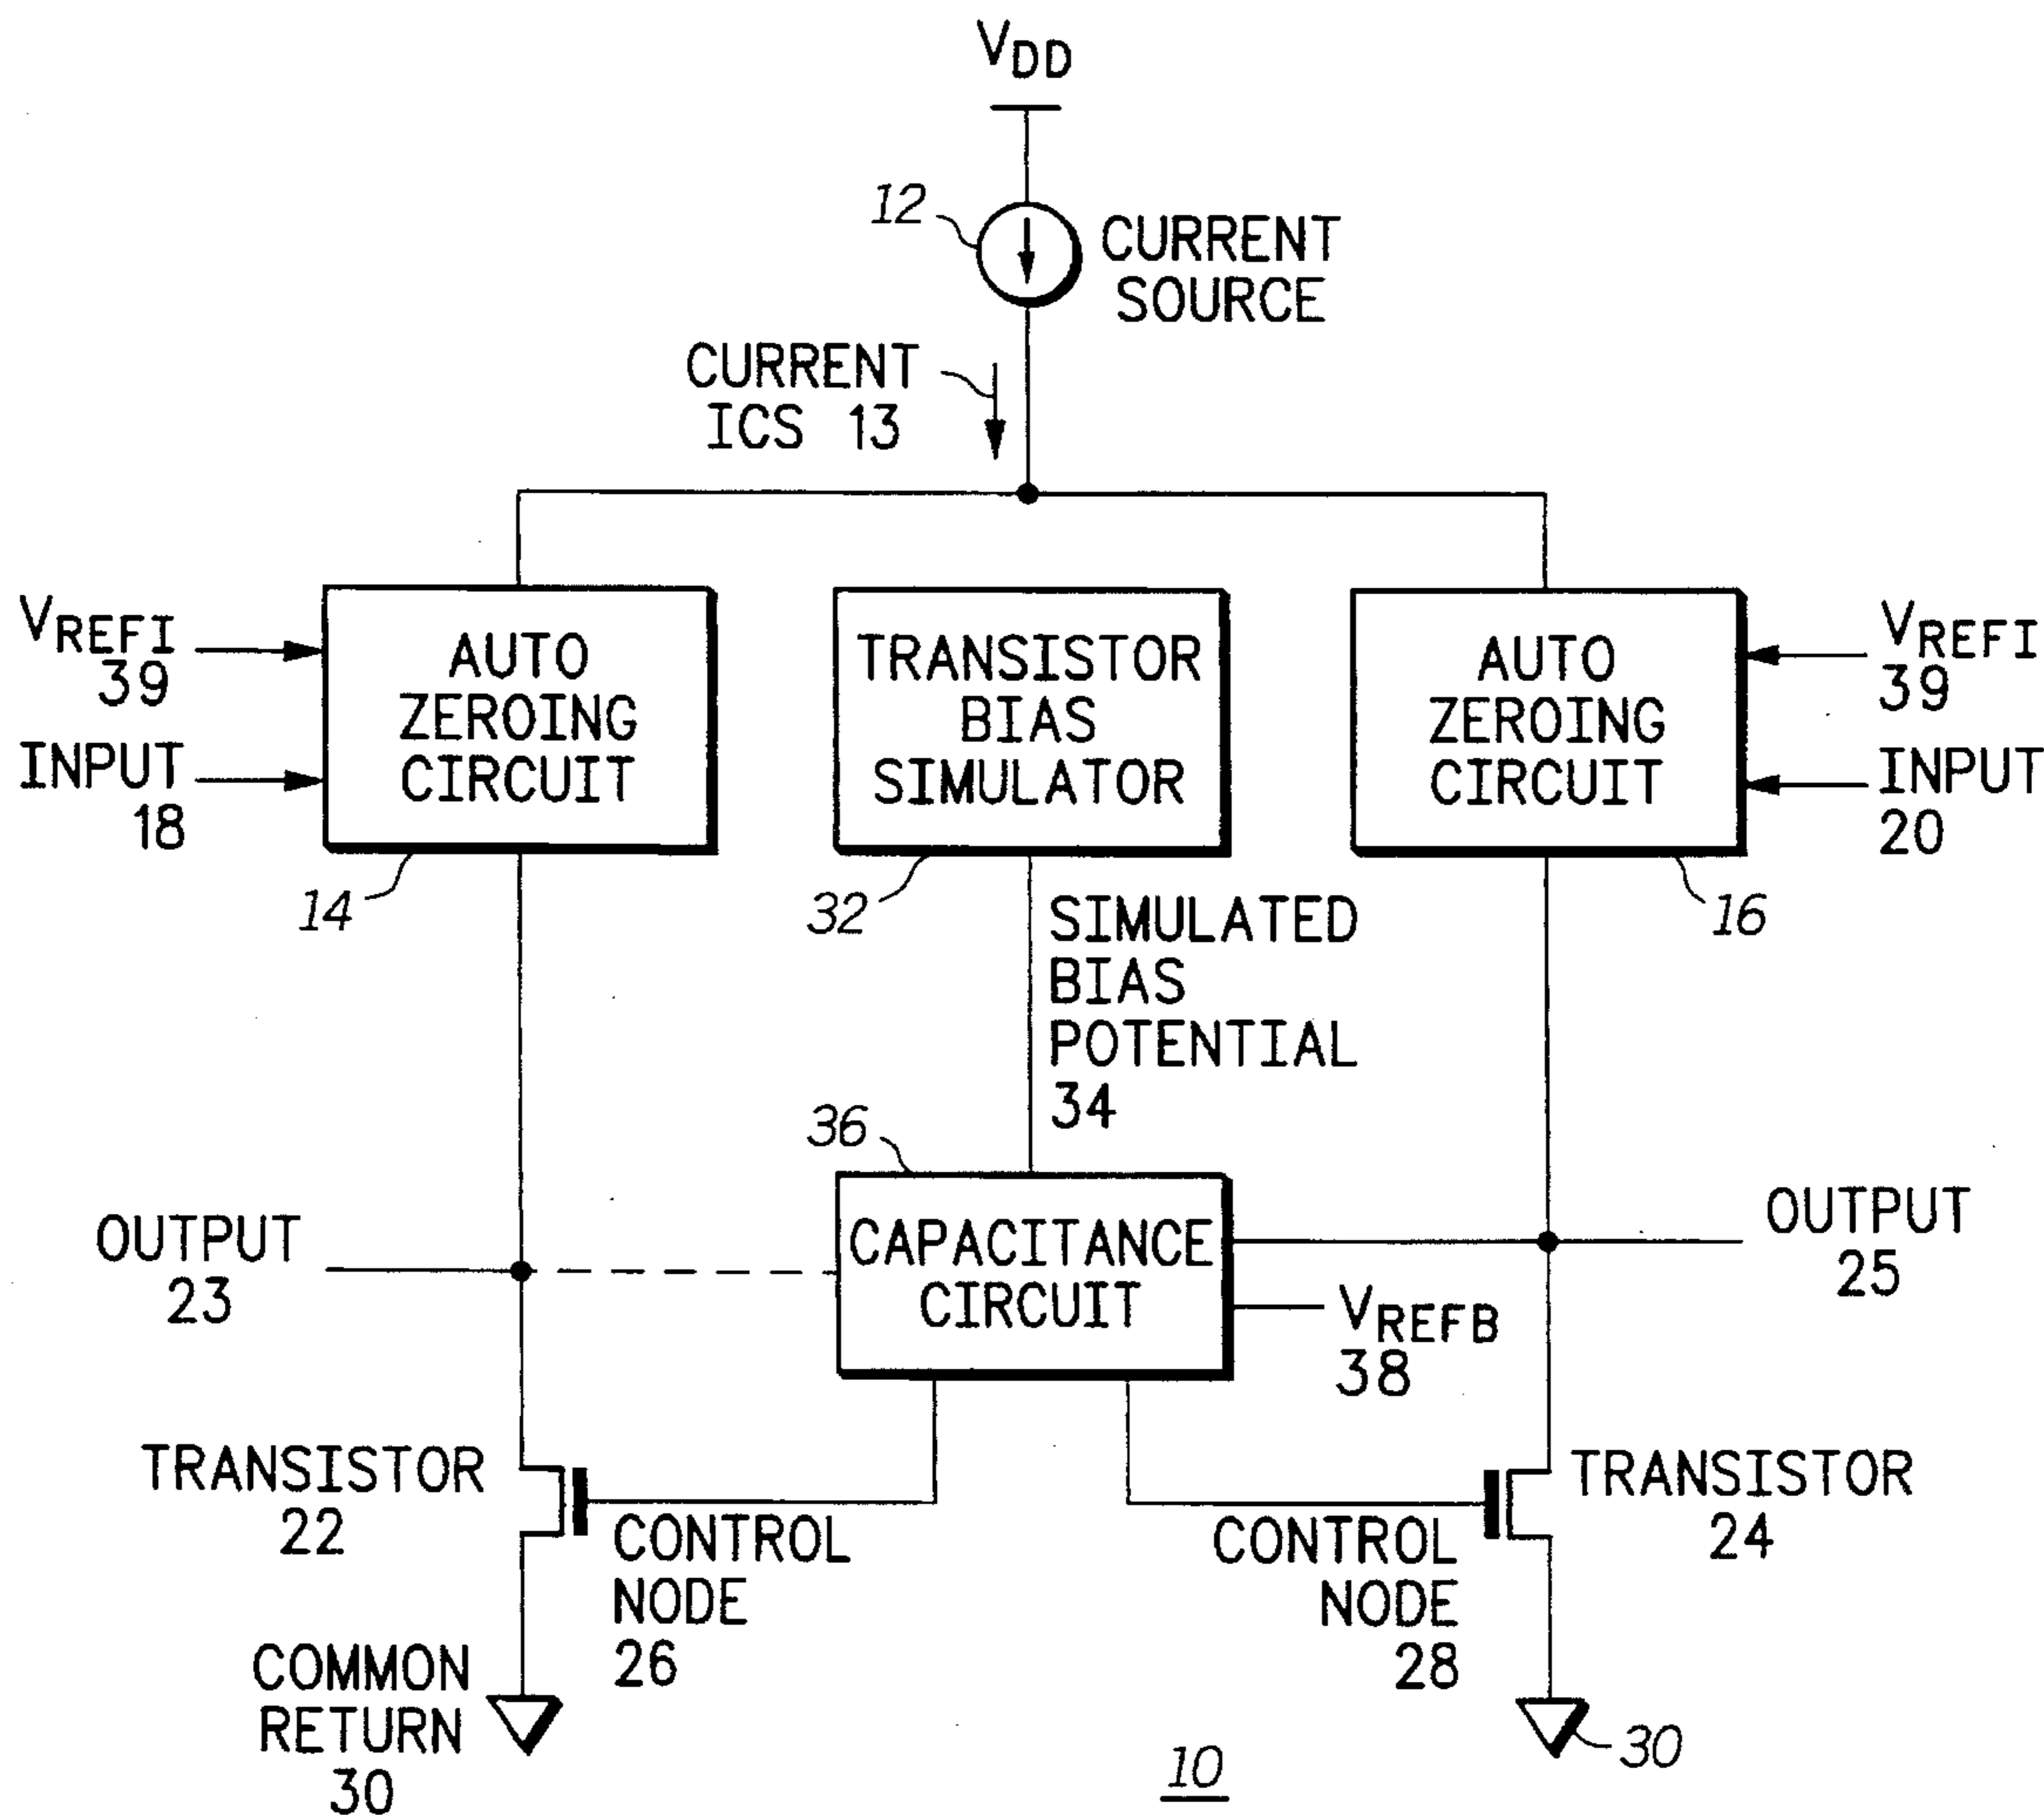 VDD
12
CURRENT
SOURCE
CURRENT
ICS 13
VREFI
39
INPUT
18
AUTO
ZEROING
CIRCUIT
14
TRANSISTOR
BIAS
SIMULATOR
32
AUTO
ZEROING
CIRCUIT
16
VREFI
39
INPUT
20
SIMULATED
BIAS
POTENTIAL
34
36
CAPACITANCE
CIRCUIT
OUTPUT
23
OUTPUT
25
VREFB
38
TRANSISTOR
22
CONTROL
NODE
26
CONTROL
NODE
28
TRANSISTOR
24
COMMON
RETURN
30
30
10